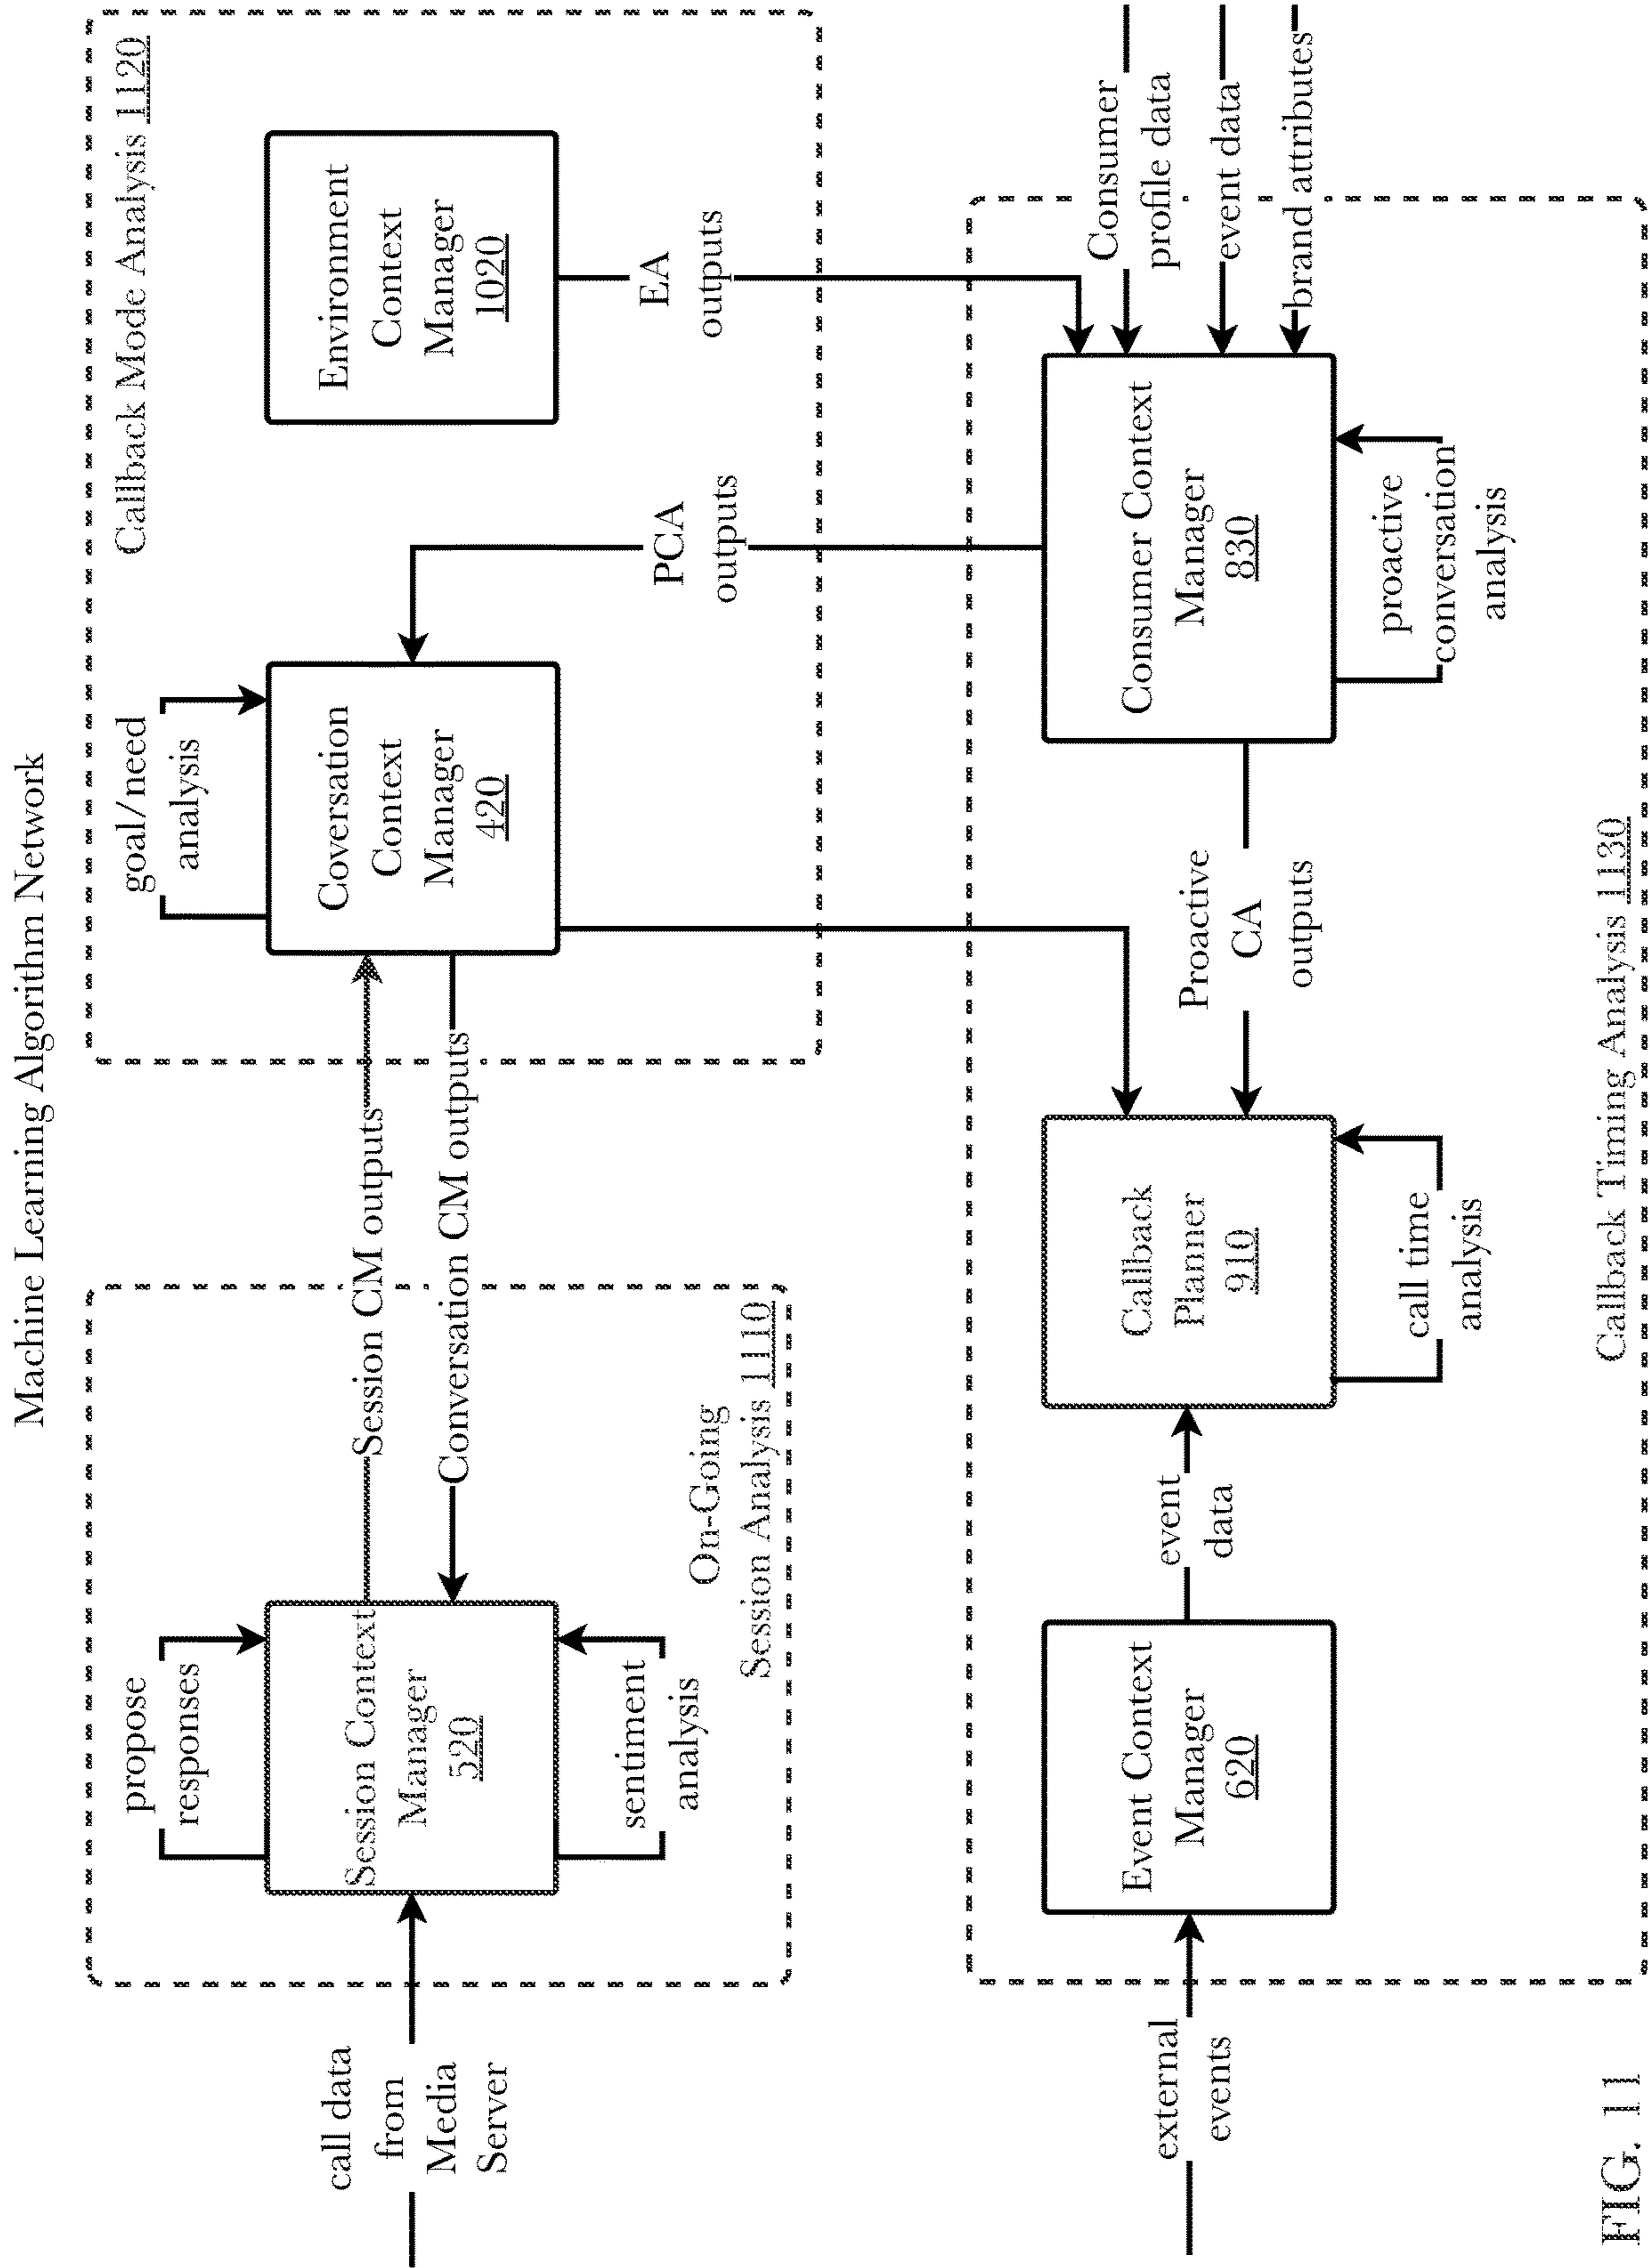 Machine Learning Algorithm Network
call data
from
Media
Server
propose
responses
Session Context
Manager
520
sentiment
analysis
On-Going
Session Analysis 1110
Session CM outputs
Conversation CM outputs
Callback Mode Analysis 1120
goal/need
analysis
Coversation
Context
Manager
420
Environment
Context
Manager
1020
PCA
outputs
EA
outputs
external
events
Event Context
Manager
620
event
data
Callback
Planner
910
call time
analysis
Proactive
CA
outputs
Consumer Context
Manager
830
proactive
conversation
analysis
Consumer
profile data
event data
brand attributes
Callback Timing Analysis 1130
FIG. 11